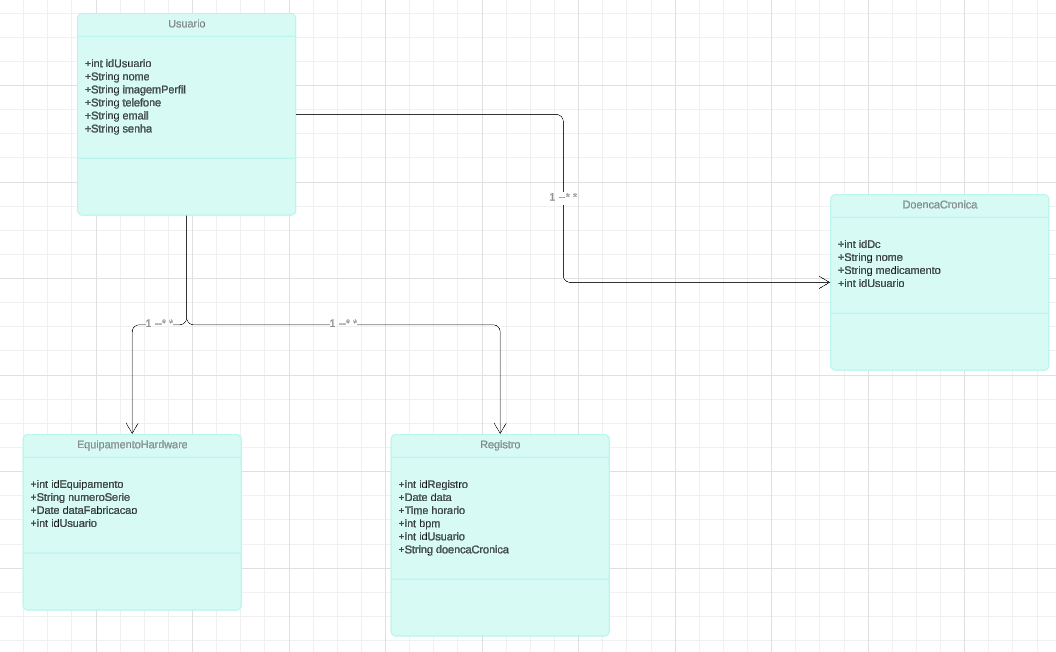 Usuario
+int idUsuario
+String nome
+String imagemPerfil
+String telefone
+String email
+String senha
1 --* *
DoencaCronica
+int idDc
+String nome
+String medicamento
+int idUsuario
1 --* *
1 --* *
EquipamentoHardware
+int idEquipamento
+String numeroSerie
+Date dataFabricacao
+int idUsuario
Registro
+int idRegistro
+Date data
+Time horario
+int bpm
+int idUsuario
+String doencaCronica